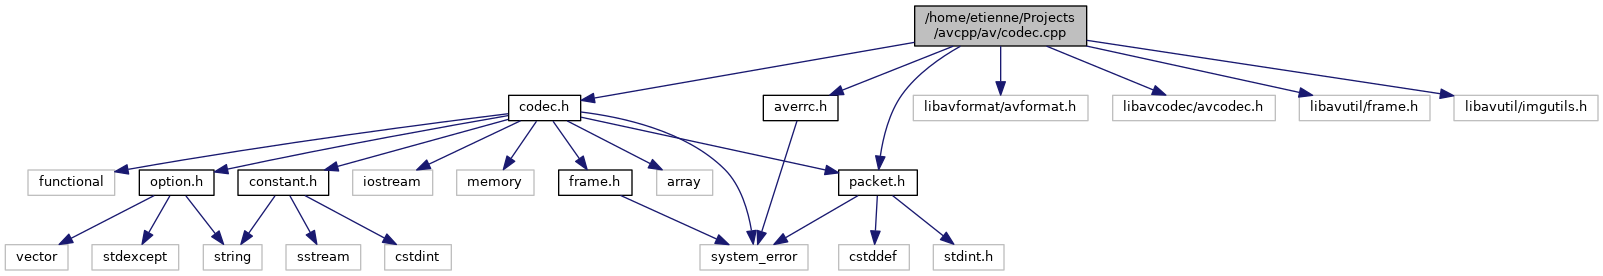 /home/etienne/Projects
/avcpp/av/codec.cpp
codec.h
averrc.h
libavformat/avformat.h
libavcodec/avcodec.h
libavutil/frame.h
libavutil/imgutils.h
functional
option.h
constant.h
iostream
memory
frame.h
array
packet.h
vector
stdexcept
string
sstream
cstdint
system_error
cstddef
stdint.h